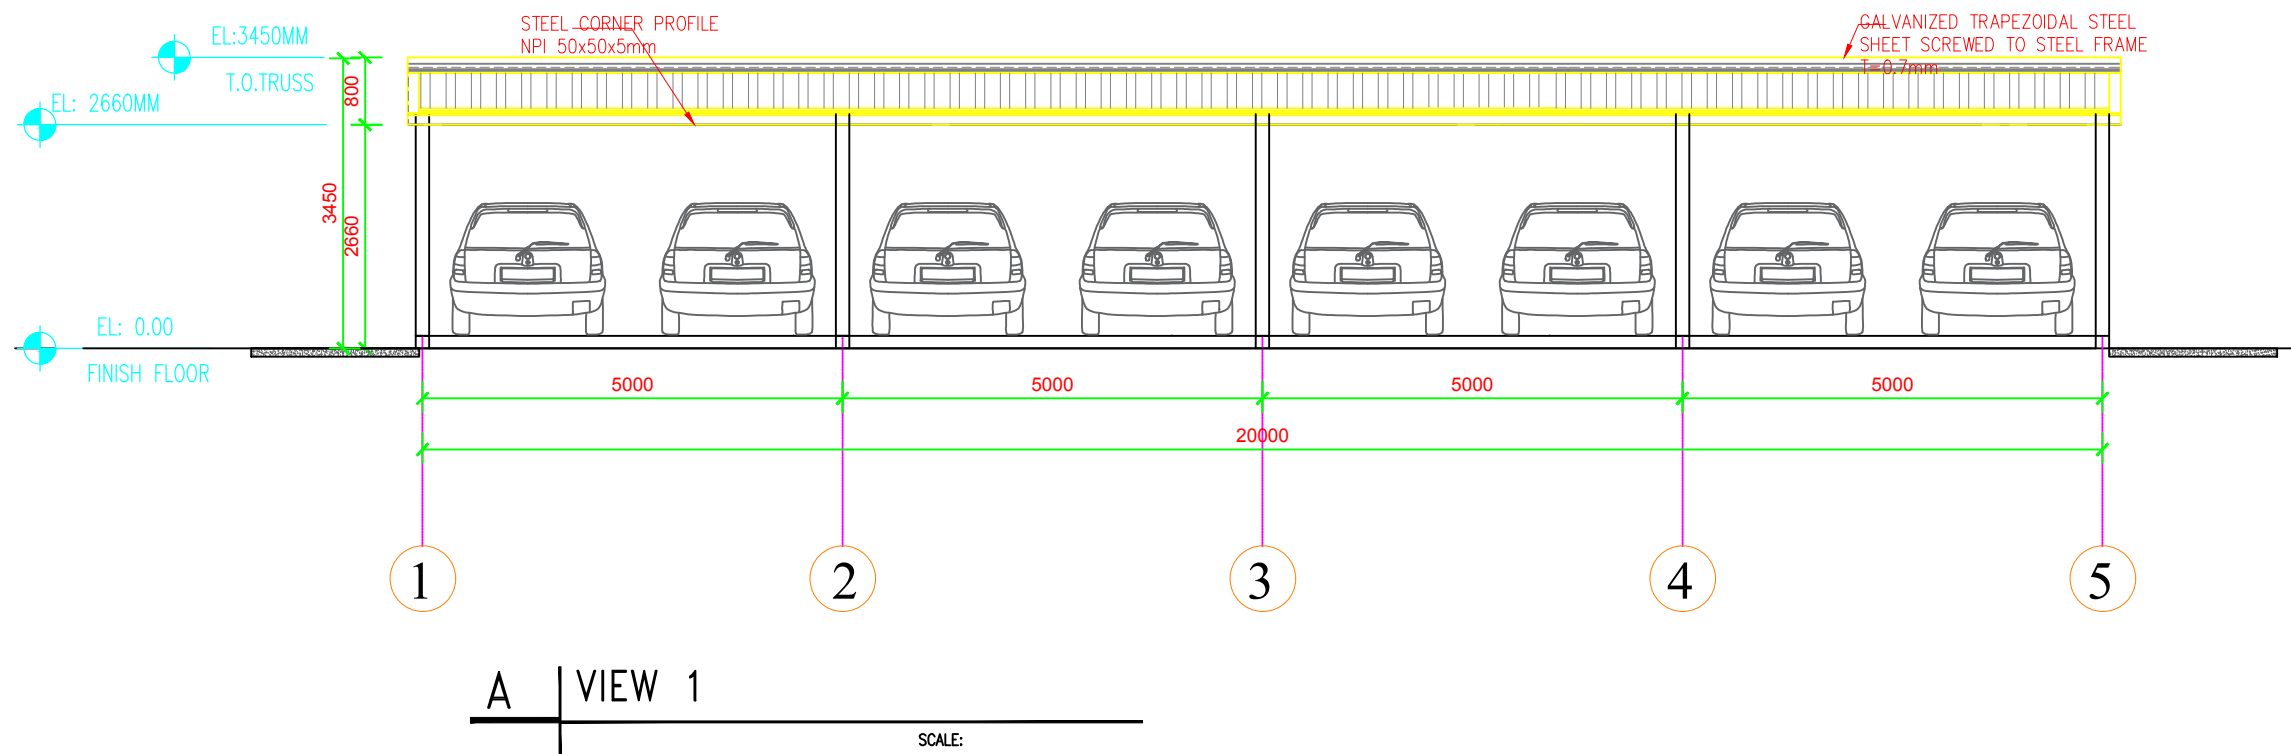 STEEL CORNER PROFILE
NPI 50x50x5mm
GALVANIZED TRAPEZOIDAL STEEL
SHEET SCREWED TO STEEL FRAME
T=0.7mm
EL:3450MM
T.O.TRUSS
EL: 2660MM
800
3450
2660
EL: 0.00
FINISH FLOOR
5000
5000
5000
5000
20000
1
2
3
4
5
A
VIEW 1
SCALE: